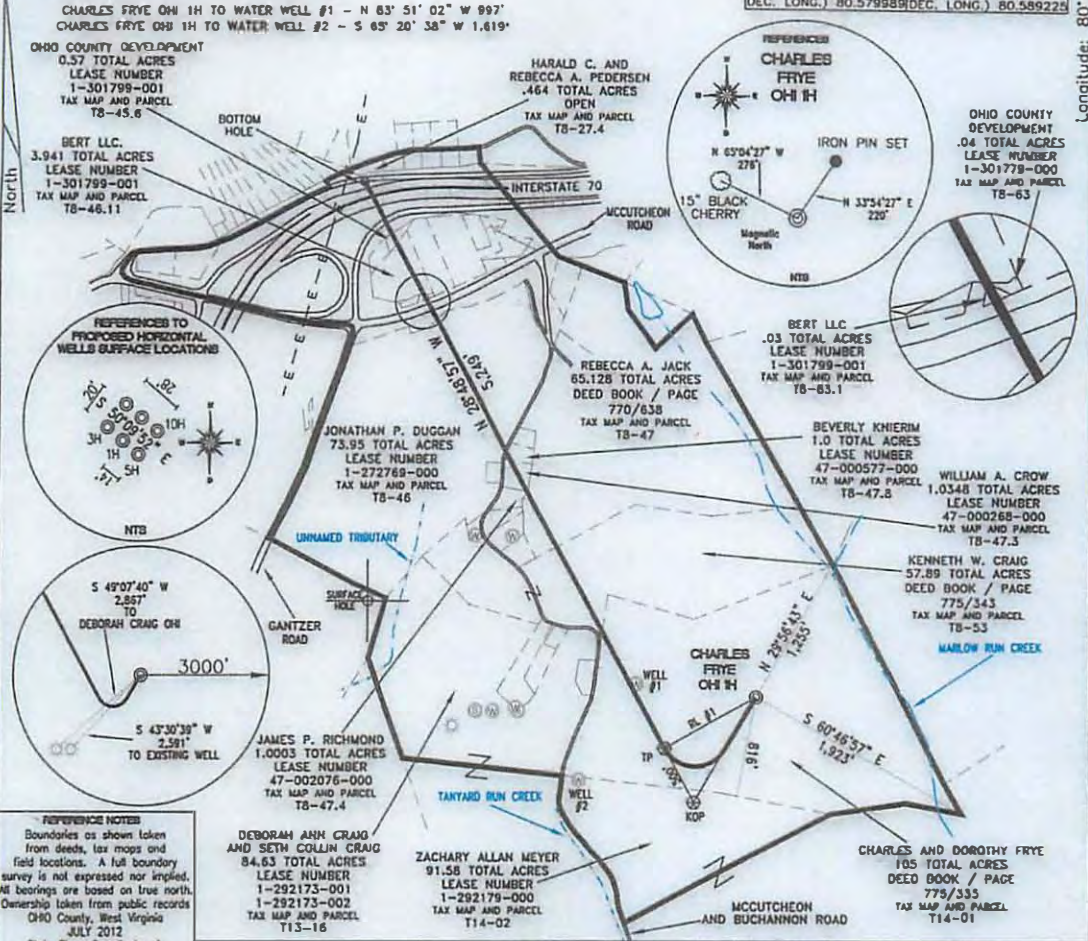 CHARLES FRYE OHI 1H TO WATER WELL #1 - N 63° 51' 02" W 997'
CHARLES FRYE OHI 1H TO WATER WELL #2 - S 65° 20' 38" W 1,619'
DEC. LONG.) 80.579989
DEC. LONG.) 80.589225
Longitude: 80°
North
OHIO COUNTY DEVELOPMENT
0.57 TOTAL ACRES
LEASE NUMBER
1-301799-001
TAX MAP AND PARCEL
T8-45.6
BERT LLC.
3.941 TOTAL ACRES
LEASE NUMBER
1-301799-001
TAX MAP AND PARCEL
T8-46.11
BOTTOM
HOLE
HARALD C. AND
REBECCA A. PEDERSEN
.464 TOTAL ACRES
OPEN
TAX MAP AND PARCEL
T8-27.4
INTERSTATE 70
MCCUTCHEON
ROAD
REFERENCES
CHARLES
FRYE
OHI 1H
N 65°04'27" W
276'
IRON PIN SET
15" BLACK
CHERRY
N 33°54'27" E
220'
Magnetic
North
NTS
OHIO COUNTY
DEVELOPMENT
.04 TOTAL ACRES
LEASE NUMBER
1-301779-000
TAX MAP AND PARCEL
T8-63
BERT LLC
.03 TOTAL ACRES
LEASE NUMBER
1-301799-001
TAX MAP AND PARCEL
T8-63.1
REFERENCES TO
PROPOSED HORIZONTAL
WELLS SURFACE LOCATIONS
20'
26'
S 50°09'52" E
10H
3H
1H
5H
14'
NTS
E
E
E
E
N 28°48'57" W
5,249'
REBECCA A. JACK
65.128 TOTAL ACRES
DEED BOOK / PAGE
770/638
TAX MAP AND PARCEL
T8-47
JONATHAN P. DUGGAN
73.95 TOTAL ACRES
LEASE NUMBER
1-272769-000
TAX MAP AND PARCEL
T8-46
BEVERLY KNIERIM
1.0 TOTAL ACRES
LEASE NUMBER
47-000577-000
TAX MAP AND PARCEL
T8-47.8
WILLIAM A. CROW
1.0348 TOTAL ACRES
LEASE NUMBER
47-000268-000
TAX MAP AND PARCEL
T8-47.3
KENNETH W. CRAIG
57.89 TOTAL ACRES
DEED BOOK / PAGE
775/343
TAX MAP AND PARCEL
T8-53
UNNAMED TRIBUTARY
SURFACE
HOLE
GANTZER
ROAD
MARLOW RUN CREEK
S 49°07'40" W
2,867'
TO
DEBORAH CRAIG OHI
3000'
S 43°30'39" W
2,591'
TO EXISTING WELL
CHARLES
FRYE
OHI 1H
N 29°56'43" E
1,255'
WELL
#1
RL #1
S 60°46'57" E
1,923'
TP
KOP
WELL
#2
JAMES P. RICHMOND
1.0003 TOTAL ACRES
LEASE NUMBER
47-002076-000
TAX MAP AND PARCEL
T8-47.4
TANYARD RUN CREEK
REFERENCE NOTES
Boundaries as shown taken
from deeds, tax maps and
field locations. A full boundary
survey is not expressed nor implied.
All bearings are based on true north.
Ownership taken from public records
OHIO County, West Virginia
JULY 2012
DEBORAH ANN CRAIG
AND SETH COLLIN CRAIG
84.63 TOTAL ACRES
LEASE NUMBER
1-292173-001
1-292173-002
TAX MAP AND PARCEL
T13-16
ZACHARY ALLAN MEYER
91.58 TOTAL ACRES
LEASE NUMBER
1-292179-000
TAX MAP AND PARCEL
T14-02
MCCUTCHEON
AND BUCHANNON ROAD
CHARLES AND DOROTHY FRYE
105 TOTAL ACRES
DEED BOOK / PAGE
775/335
TAX MAP AND PARCEL
T14-01